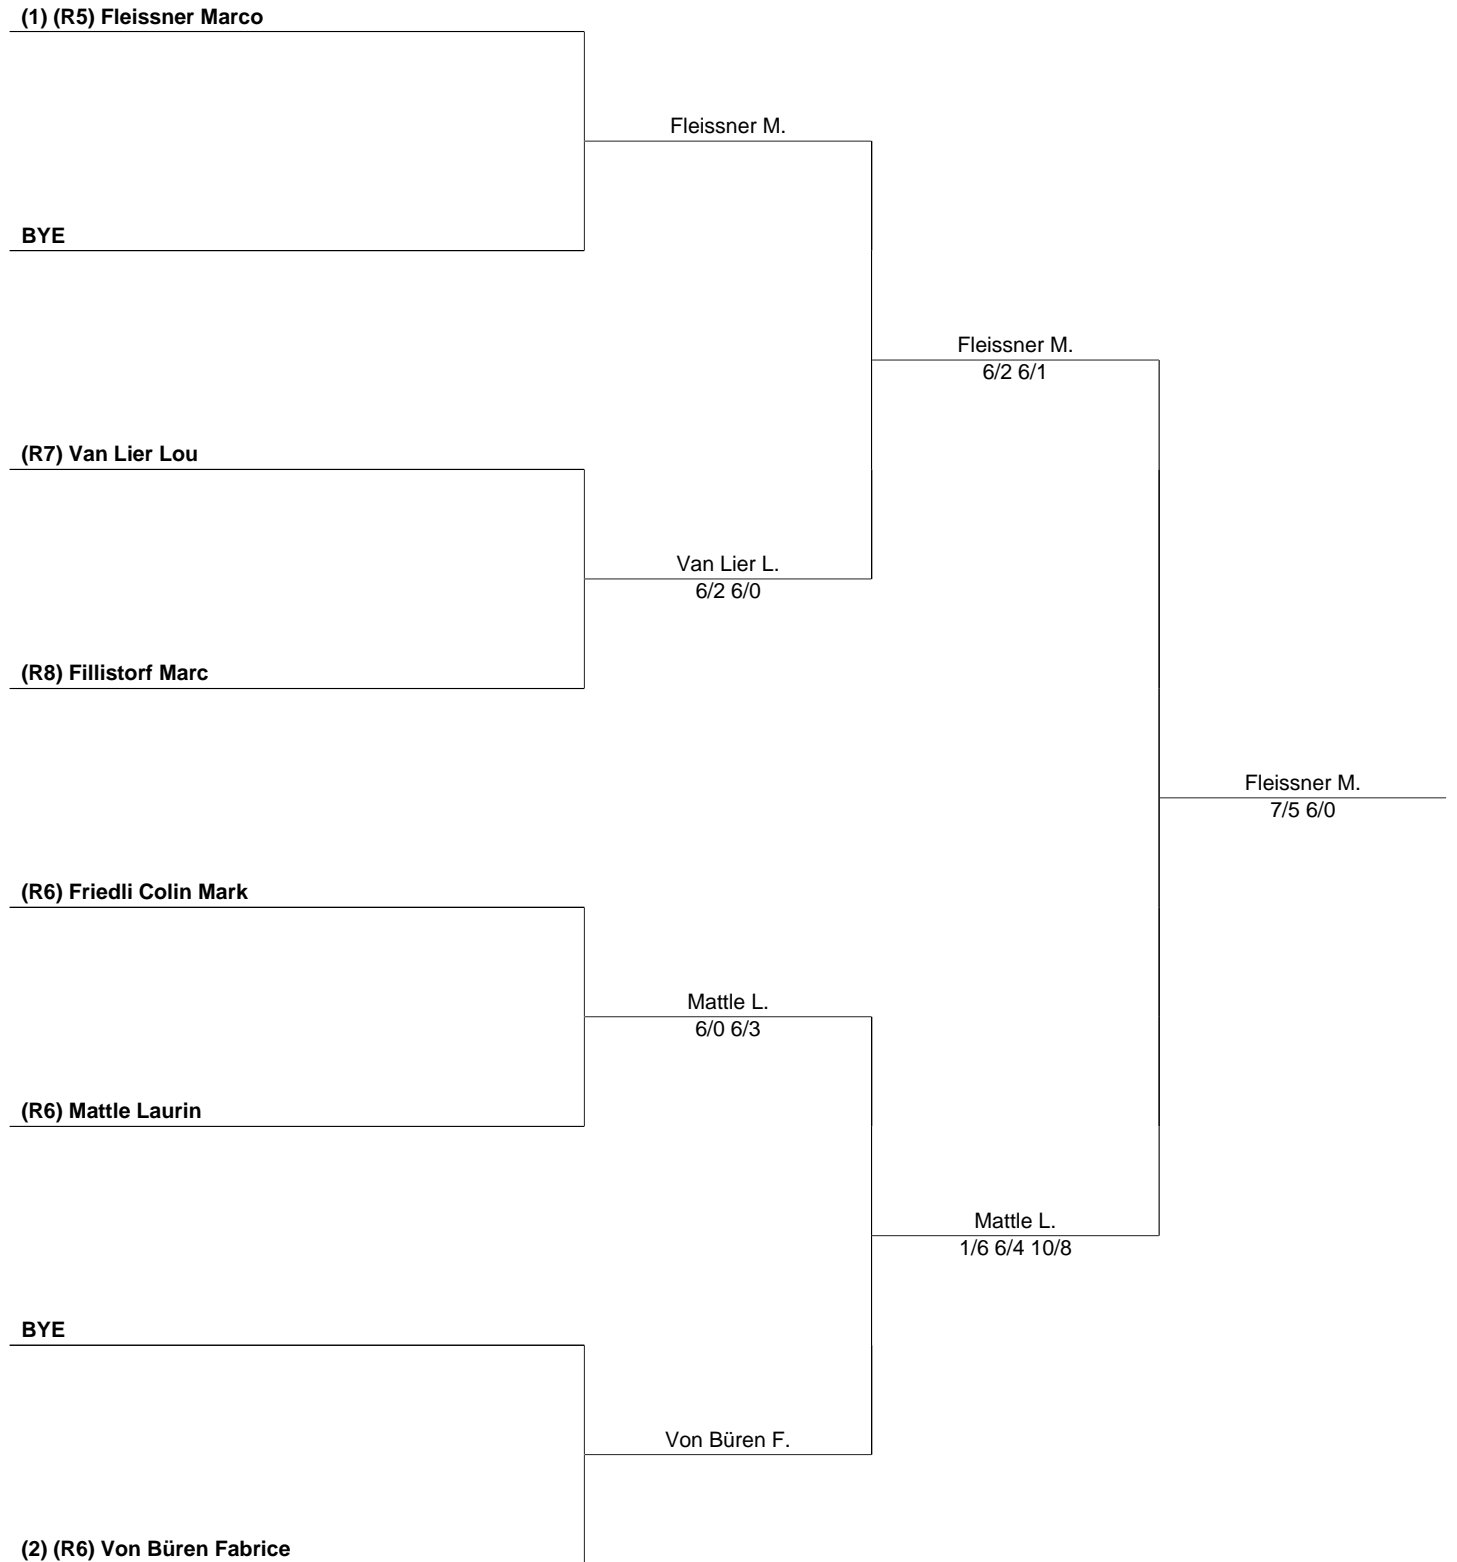 (1) (R5) Fleissner Marco
Fleissner M.
BYE
Fleissner M.
6/2 6/1
(R7) Van Lier Lou
Van Lier L.
6/2 6/0
(R8) Fillistorf Marc
Fleissner M.
7/5 6/0
(R6) Friedli Colin Mark
Mattle L.
6/0 6/3
(R6) Mattle Laurin
Mattle L.
1/6 6/4 10/8
BYE
Von Büren F.
(2) (R6) Von Büren Fabrice